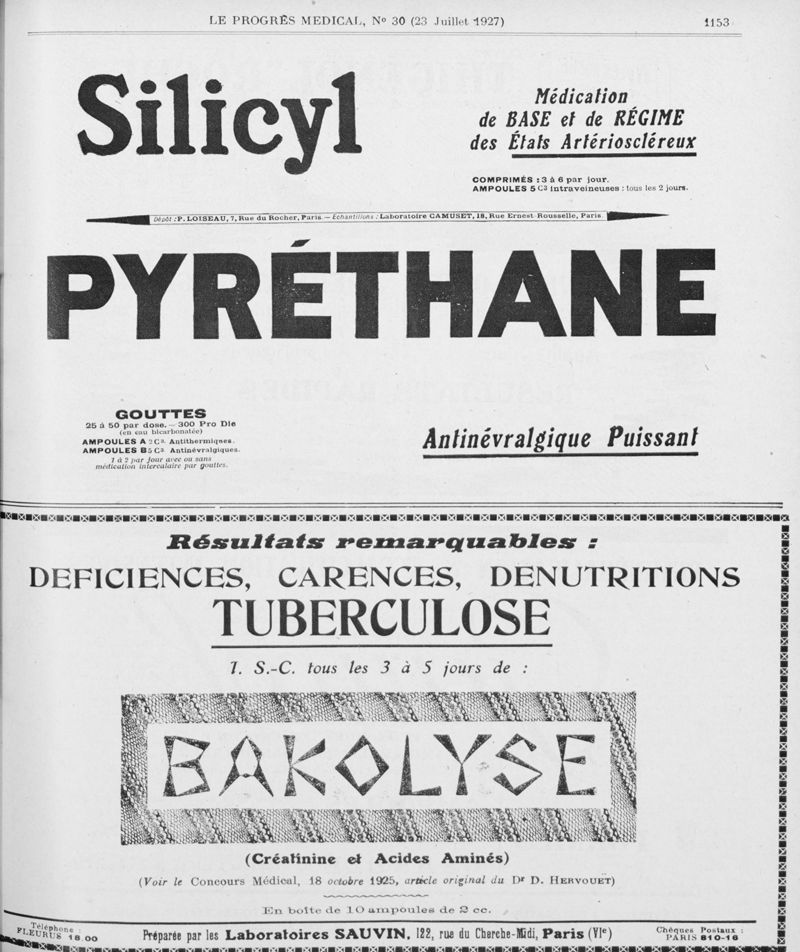 LE PROGRÈS MEDICAL, Nº 30 (23 Juillet 1927) 1153
Silicyl
Médication
de BASE et de RÉGIME
des États Artérioscléreux
COMPRIMÉS : 3 à 6 par jour.
AMPOULES 5 C3 intraveineuses : tous les 2 jours.
Dépôt : P. LOISEAU, 7, Rue du Rocher, Paris. — Échantillons : Laboratoire CAMUSET, 18, Rue Ernest-Rousselle, Paris.
PYRÉTHANE
GOUTTES
25 à 50 par dose. — 300 Pro Die
(en eau bicarbonatée)
AMPOULES A 2 C3. Antithermiques.
AMPOULES B 5 C3. Antinévralgiques.
1 à 2 par jour avec ou sans
médication intercalaire par gouttes.
Antinévralgique Puissant
Résultats remarquables :
DEFICIENCES, CARENCES, DENUTRITIONS
TUBERCULOSE
1. S.-C. tous les 3 à 5 jours de :
BAKOLYSE
(Créatinine et Acides Aminés)
(Voir le Concours Médical, 18 octobre 1925, article original du Dr D. HERVOUET)
En boîte de 10 ampoules de 2 cc.
Téléphone :
FLEURUS 18.00
Préparée par les Laboratoires SAUVIN, 122, rue du Cherche-Midi, Paris (VIe)
Chèques Postaux :
PARIS 810-18